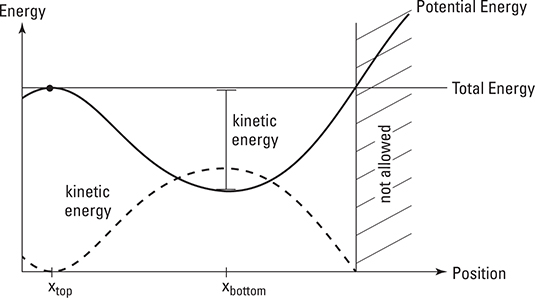 Energy
Potential Energy
Total Energy
kinetic
energy
kinetic
energy
not allowed
Position
xtop
xbottom